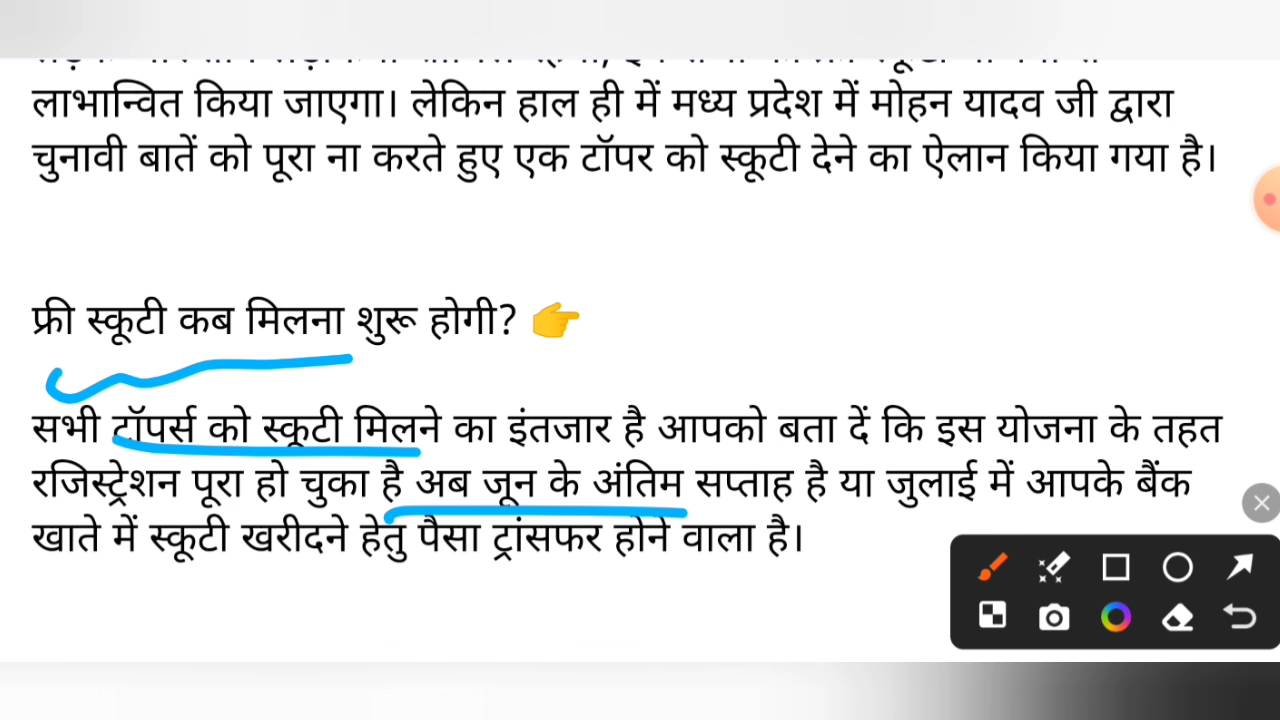 लाभान्वित किया जाएगा। लेकिन हाल ही में मध्य प्रदेश में मोहन यादव जी द्वारा
चुनावी बातें को पूरा ना करते हुए एक टॉपर को स्कूटी देने का ऐलान किया गया है।
फ्री स्कूटी कब मिलना शुरू होगी? 👉
सभी टॉपर्स को स्कूटी मिलने का इंतजार है आपको बता दें कि इस योजना के तहत
रजिस्ट्रेशन पूरा हो चुका है अब जून के अंतिम सप्ताह है या जुलाई में आपके बैंक
खाते में स्कूटी खरीदने हेतु पैसा ट्रांसफर होने वाला है।